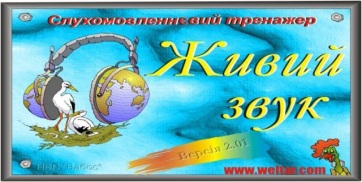 Слухомовленнєвий тренажер
Живий
звук
Версія 2.01
www.weltar.com